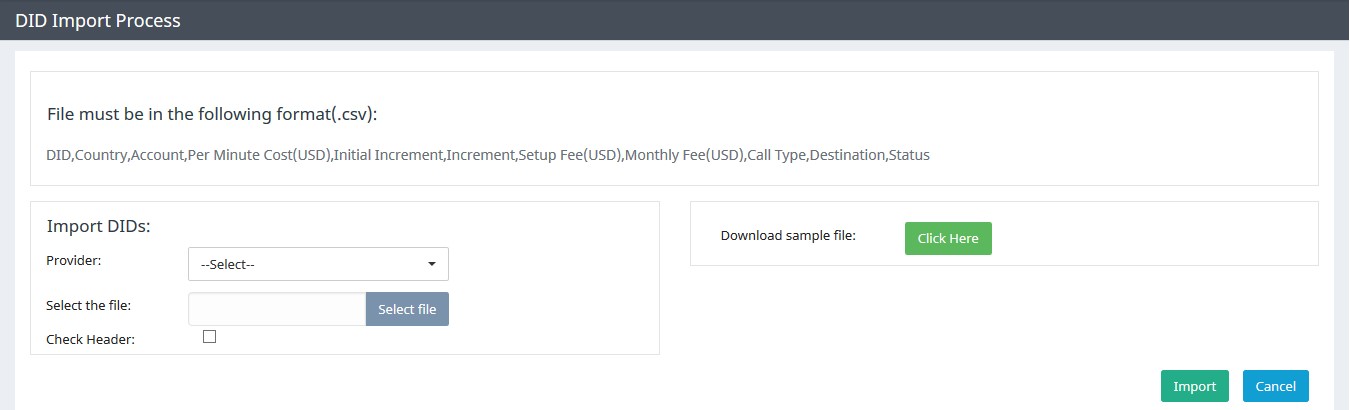 DID Import Process
File must be in the following format(.csv):
DID,Country,Account,Per Minute Cost(USD),Initial Increment,Increment,Setup Fee(USD),Monthly Fee(USD),Call Type,Destination,Status
Import DIDs:
Provider:
--Select--
Select the file:
Select file
Check Header:
Download sample file:
Click Here
Import
Cancel